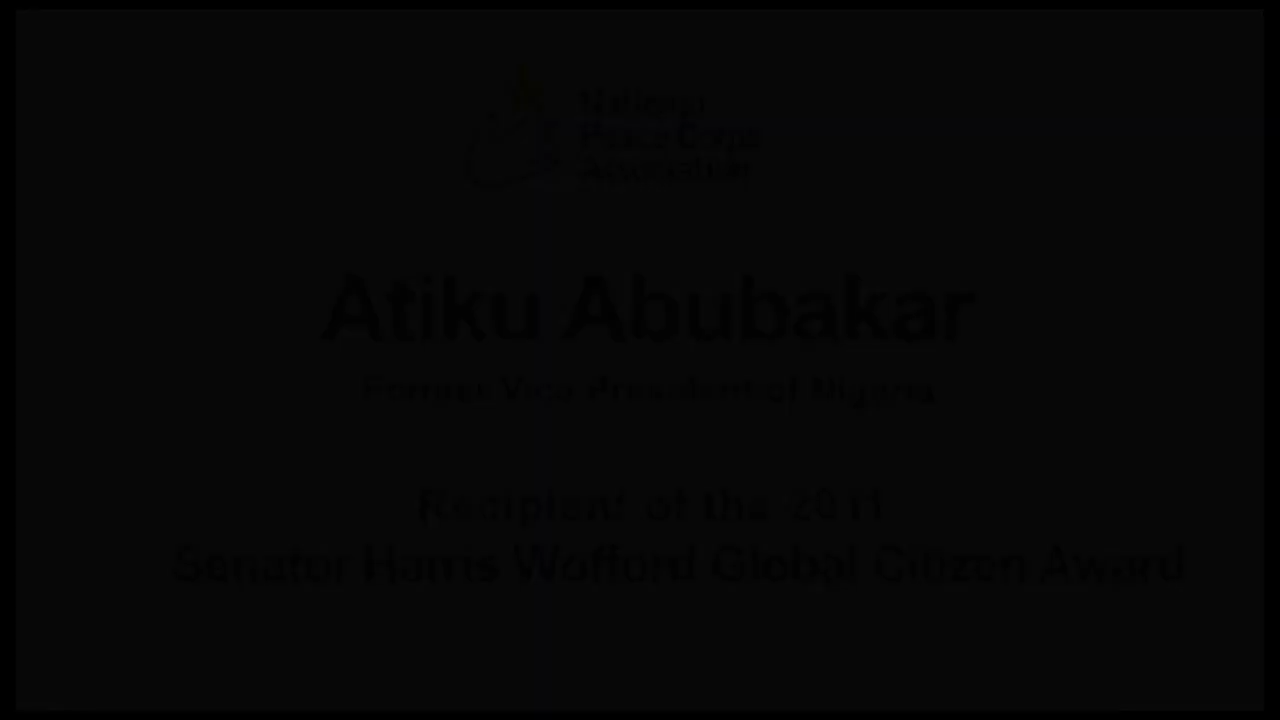 National
Peace Corps
Association
Atiku Abubakar
Former Vice President of Nigeria
Recipient of the 2011
Senator Harris Wofford Global Citizen Award